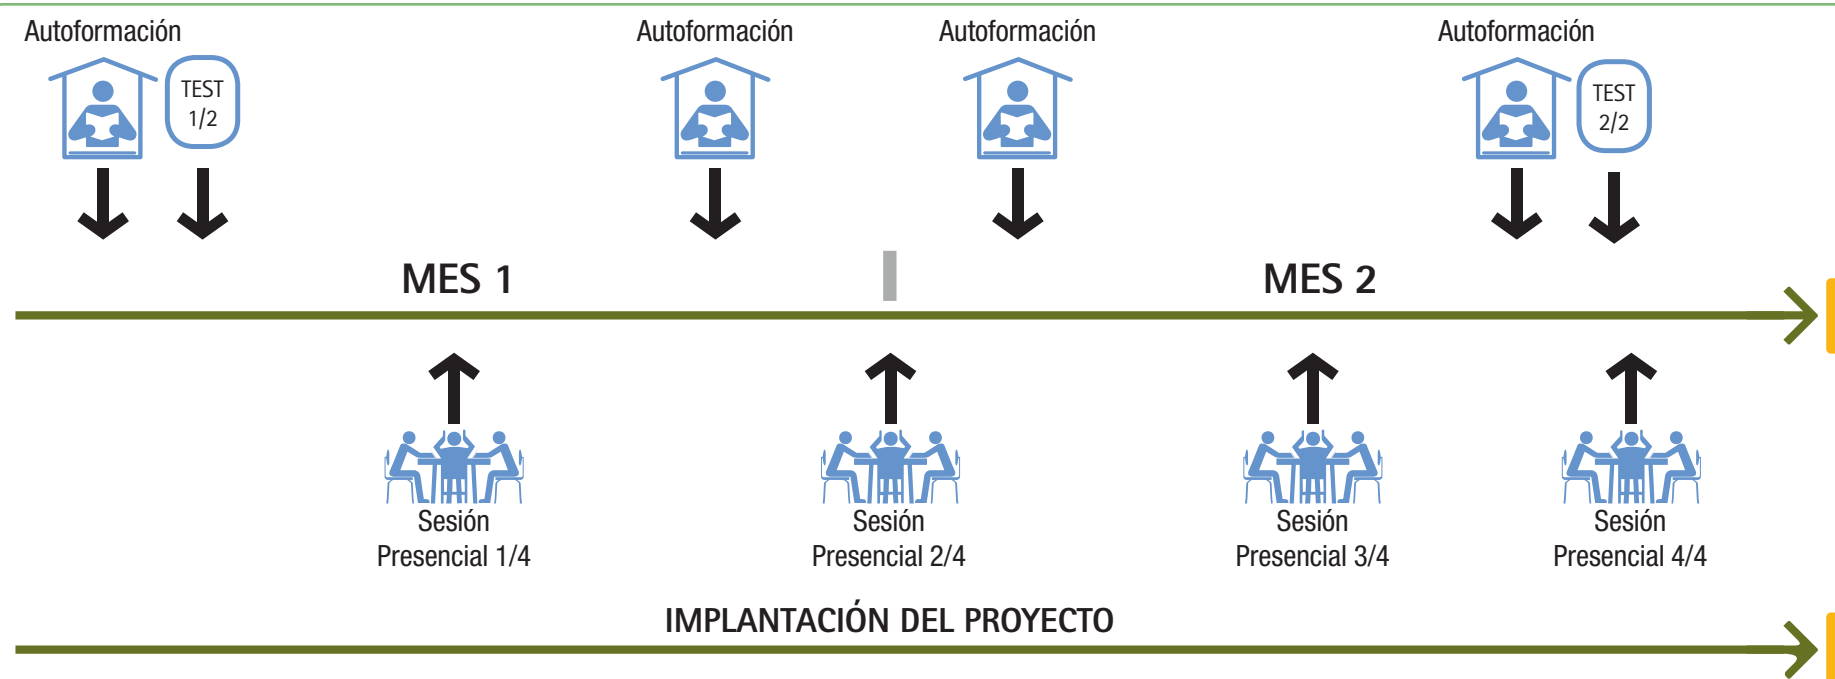 Autoformación
Autoformación
Autoformación
Autoformación
TEST
1/2
TEST
2/2
MES 1
MES 2
Sesión
Presencial 1/4
Sesión
Presencial 2/4
Sesión
Presencial 3/4
Sesión
Presencial 4/4
IMPLANTACIÓN DEL PROYECTO